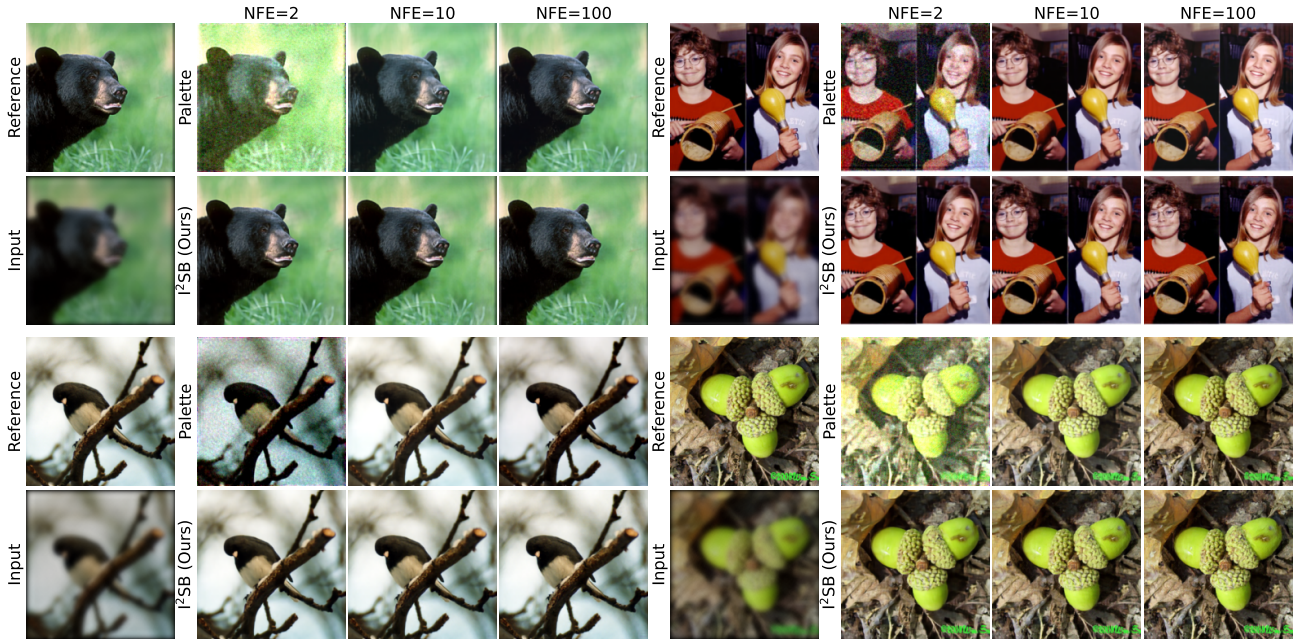 NFE=2 NFE=10 NFE=100 NFE=2 NFE=10 NFE=100
Reference Palette Reference Palette
Input I²SB (Ours) Input I²SB (Ours)
Reference Palette Reference Palette
Input I²SB (Ours) Input I²SB (Ours)